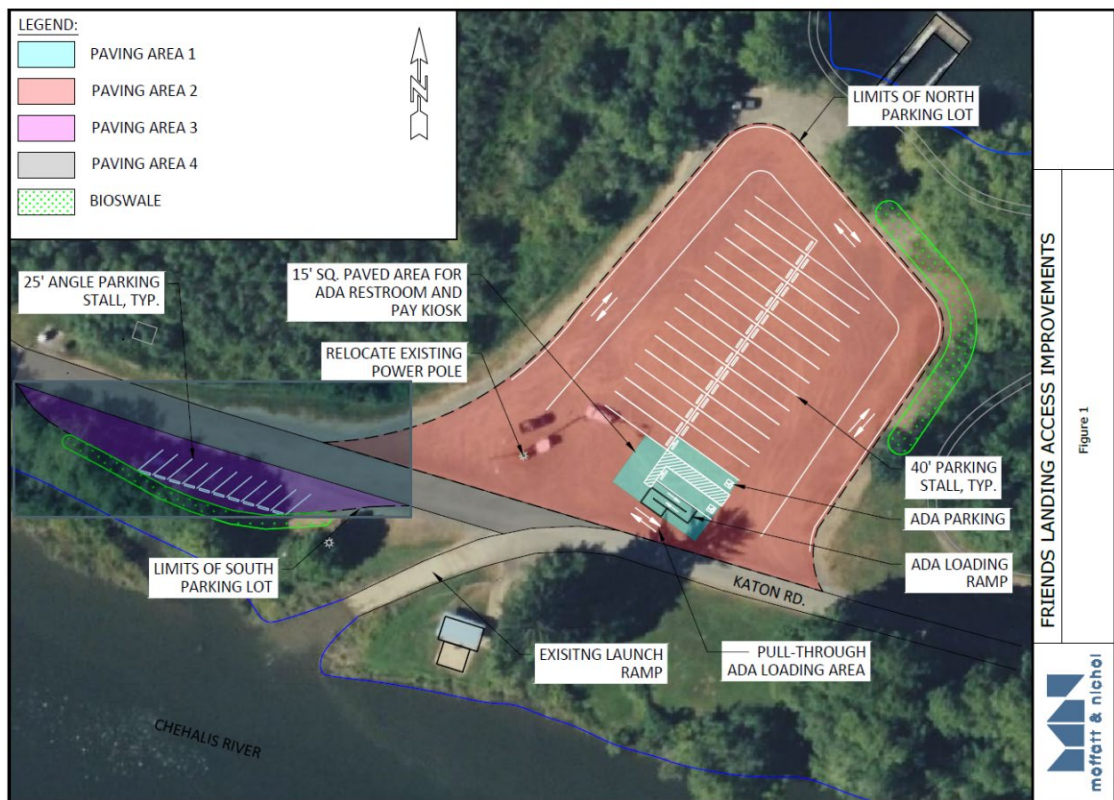 LEGEND:
PAVING AREA 1
PAVING AREA 2
PAVING AREA 3
PAVING AREA 4
BIOSWALE
N
LIMITS OF NORTH
PARKING LOT
25' ANGLE PARKING
STALL, TYP.
15' SQ. PAVED AREA FOR
ADA RESTROOM AND
PAY KIOSK
RELOCATE EXISTING
POWER POLE
40' PARKING
STALL, TYP.
ADA PARKING
ADA LOADING
RAMP
LIMITS OF SOUTH
PARKING LOT
KATON RD.
EXISITNG LAUNCH
RAMP
PULL-THROUGH
ADA LOADING AREA
CHEHALIS RIVER
FRIENDS LANDING ACCESS IMPROVEMENTS
Figure 1
moffatt & nichol